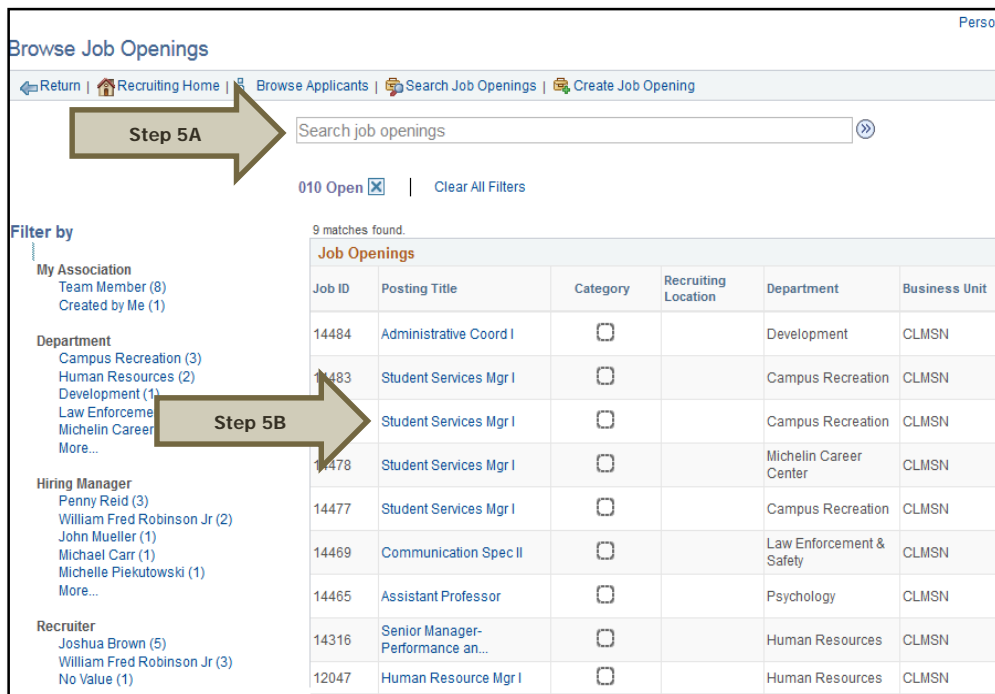 Perso
Browse Job Openings
Return | Recruiting Home | Browse Applicants | Search Job Openings | Create Job Opening
Step 5A
Search job openings
010 Open | Clear All Filters
Filter by
9 matches found.
Job Openings
My Association
Team Member (8)
Created by Me (1)
Department
Campus Recreation (3)
Human Resources (2)
Development (1)
Law Enforceme
Michelin Career
More...
Hiring Manager
Penny Reid (3)
William Fred Robinson Jr (2)
John Mueller (1)
Michael Carr (1)
Michelle Piekutowski (1)
More...
Recruiter
Joshua Brown (5)
William Fred Robinson Jr (3)
No Value (1)
Job ID Posting Title Category Recruiting Location Department Business Unit
14484 Administrative Coord I Development CLMSN
14483 Student Services Mgr I Campus Recreation CLMSN
Step 5B
Student Services Mgr I Campus Recreation CLMSN
14478 Student Services Mgr I Michelin Career Center CLMSN
14477 Student Services Mgr I Campus Recreation CLMSN
14469 Communication Spec II Law Enforcement & Safety CLMSN
14465 Assistant Professor Psychology CLMSN
14316 Senior Manager-Performance an... Human Resources CLMSN
12047 Human Resource Mgr I Human Resources CLMSN